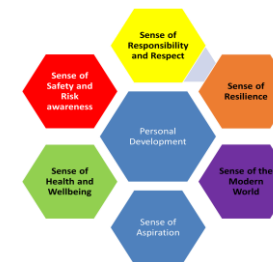 Sense of
Responsibility
and Respect
Sense of
Safety and
Risk
awareness
Sense of
Resilience
Personal
Development
Sense of
Health and
Wellbeing
Sense of the
Modern
World
Sense of
Aspiration